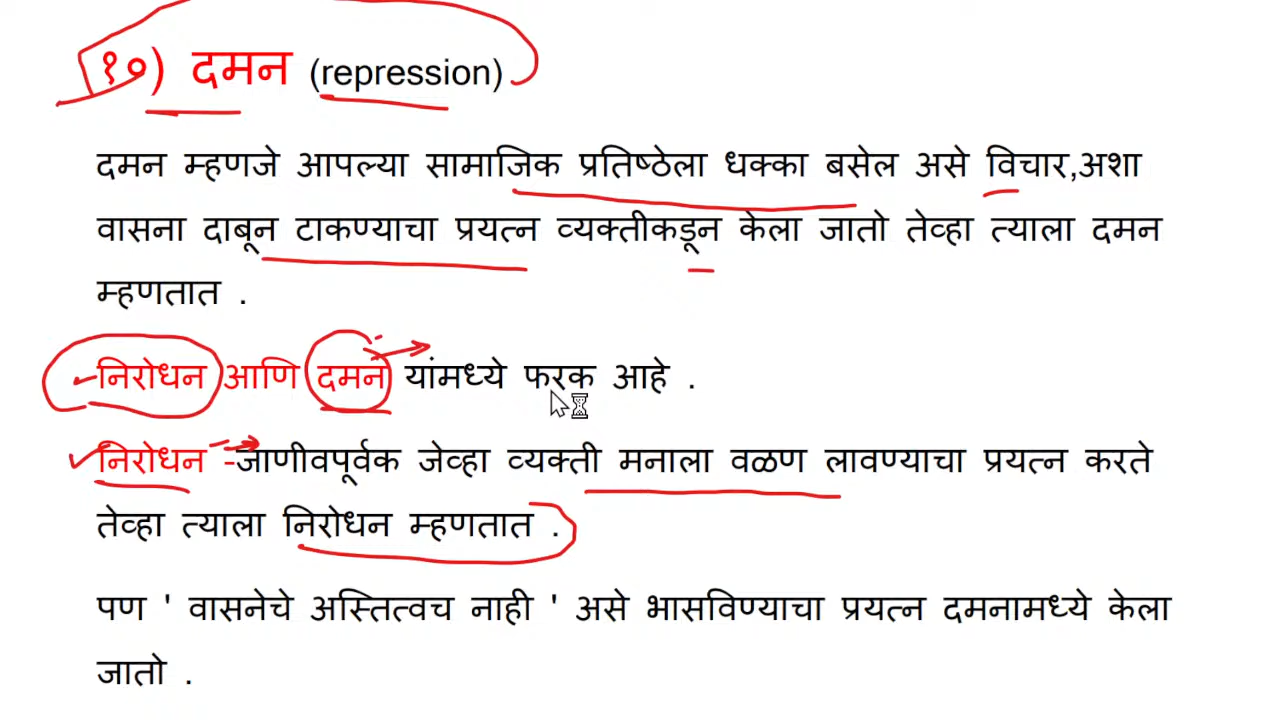 १०) दमन (repression)
दमन म्हणजे आपल्या सामाजिक प्रतिष्ठेला धक्का बसेल असे विचार,अशा
वासना दाबून टाकण्याचा प्रयत्न व्यक्तीकडून केला जातो तेव्हा त्याला दमन
म्हणतात .
निरोधन आणि दमन यांमध्ये फरक आहे .
निरोधन -जाणीवपूर्वक जेव्हा व्यक्ती मनाला वळण लावण्याचा प्रयत्न करते
तेव्हा त्याला निरोधन म्हणतात .
पण ' वासनेचे अस्तित्वच नाही ' असे भासविण्याचा प्रयत्न दमनामध्ये केला
जातो .